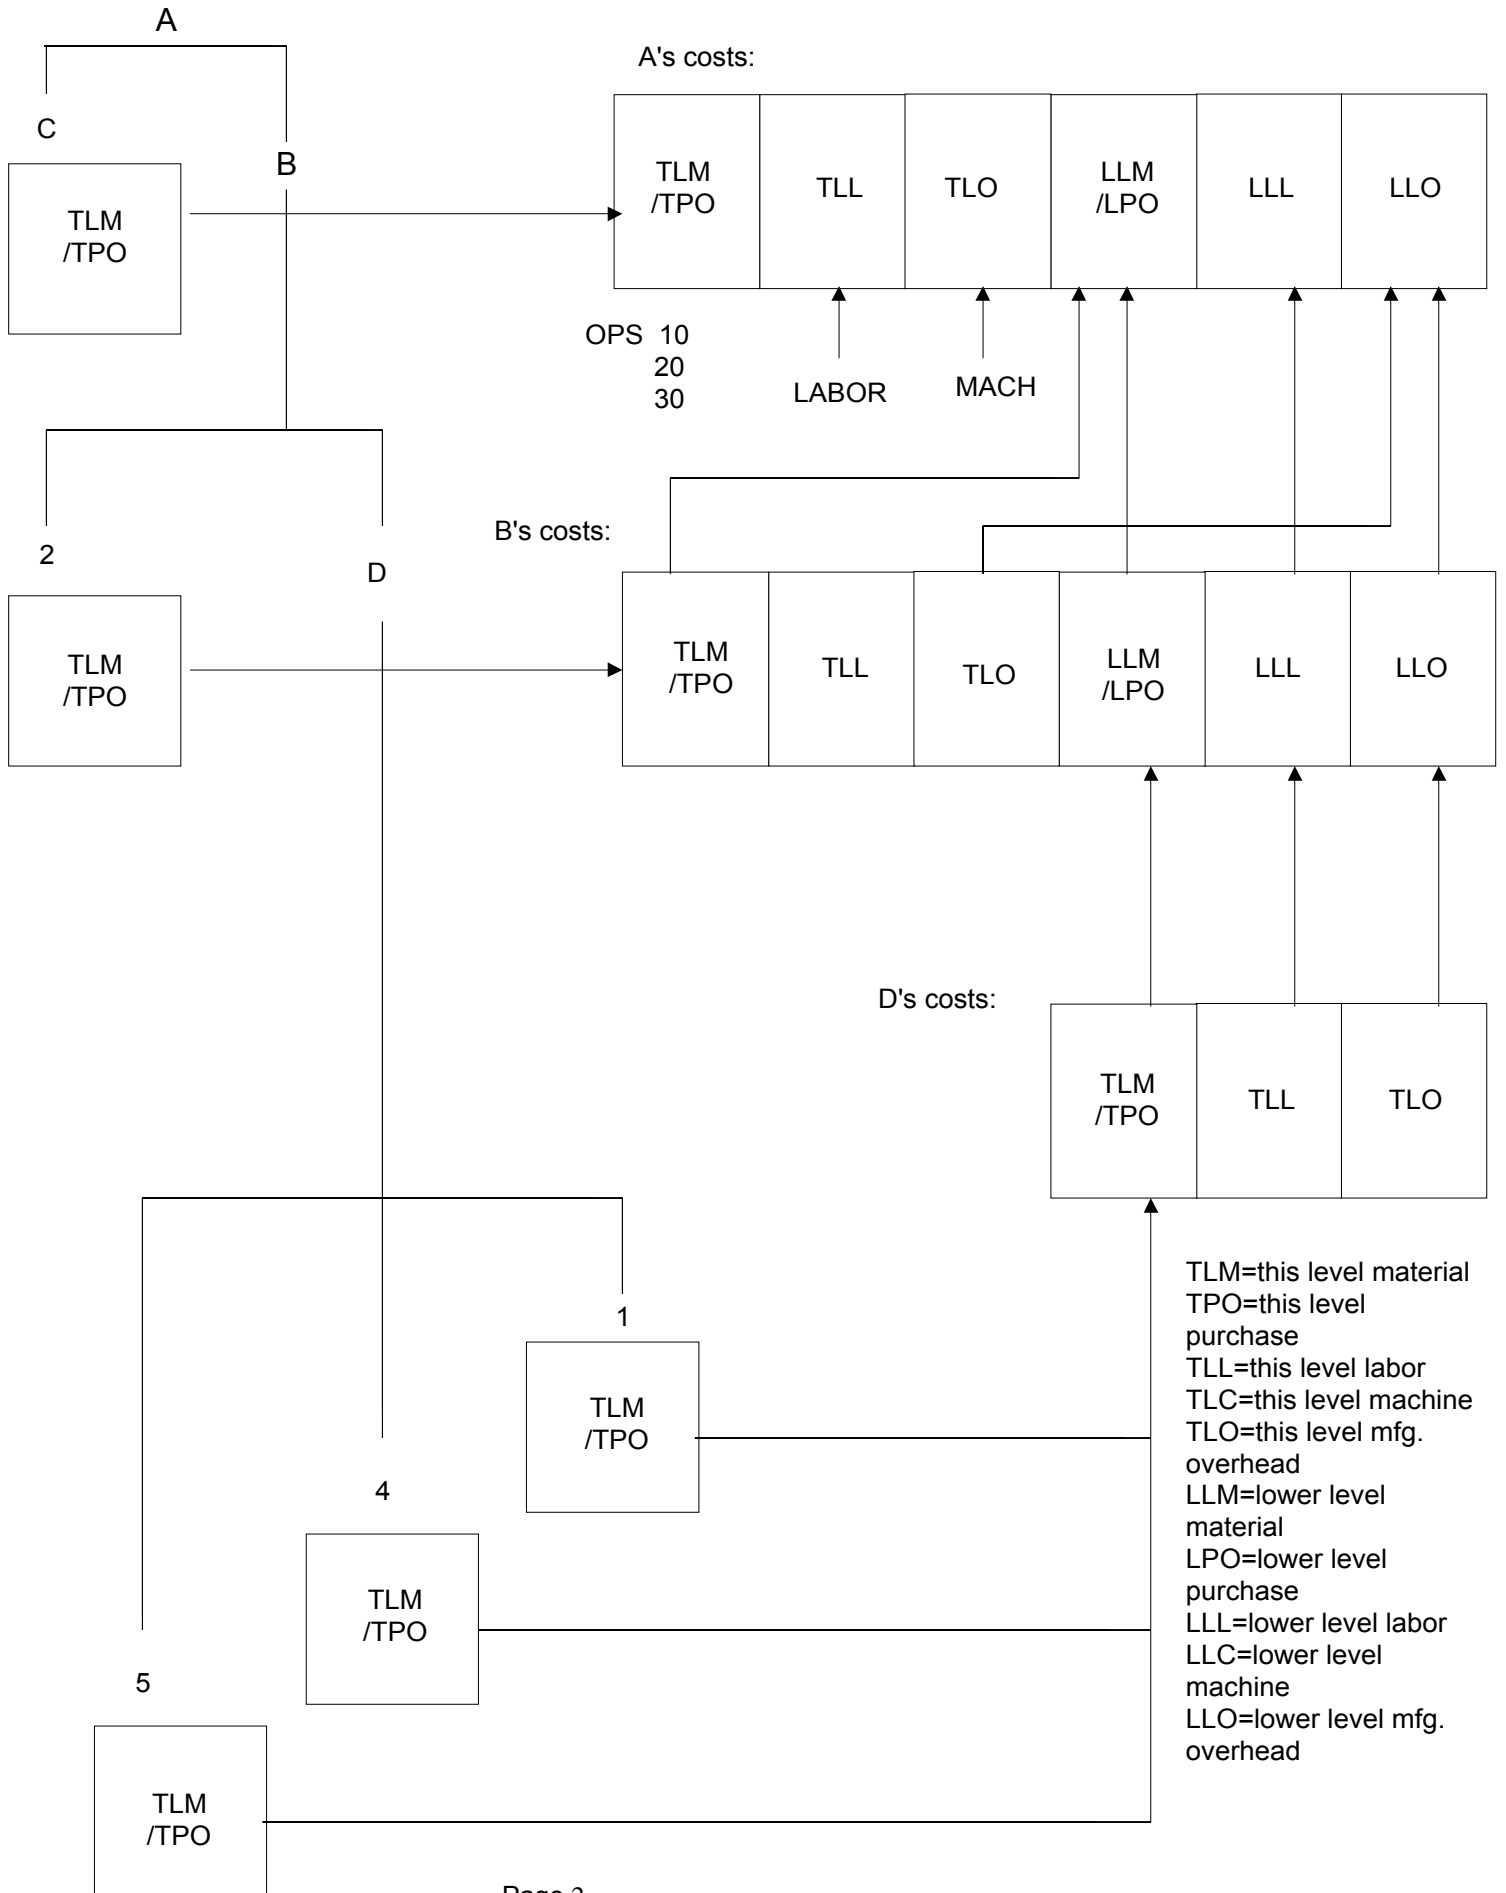 A
A's costs:
C
B
TLM
/TPO
TLM
/TPO
TLL
TLO
LLM
/LPO
LLL
LLO
OPS 10
20
30
LABOR
MACH
B's costs:
2
D
TLM
/TPO
TLM
/TPO
TLL
TLO
LLM
/LPO
LLL
LLO
D's costs:
TLM
/TPO
TLL
TLO
1
TLM
/TPO
4
TLM
/TPO
5
TLM
/TPO
TLM=this level material
TPO=this level
purchase
TLL=this level labor
TLC=this level machine
TLO=this level mfg.
overhead
LLM=lower level
material
LPO=lower level
purchase
LLL=lower level labor
LLC=lower level
machine
LLO=lower level mfg.
overhead